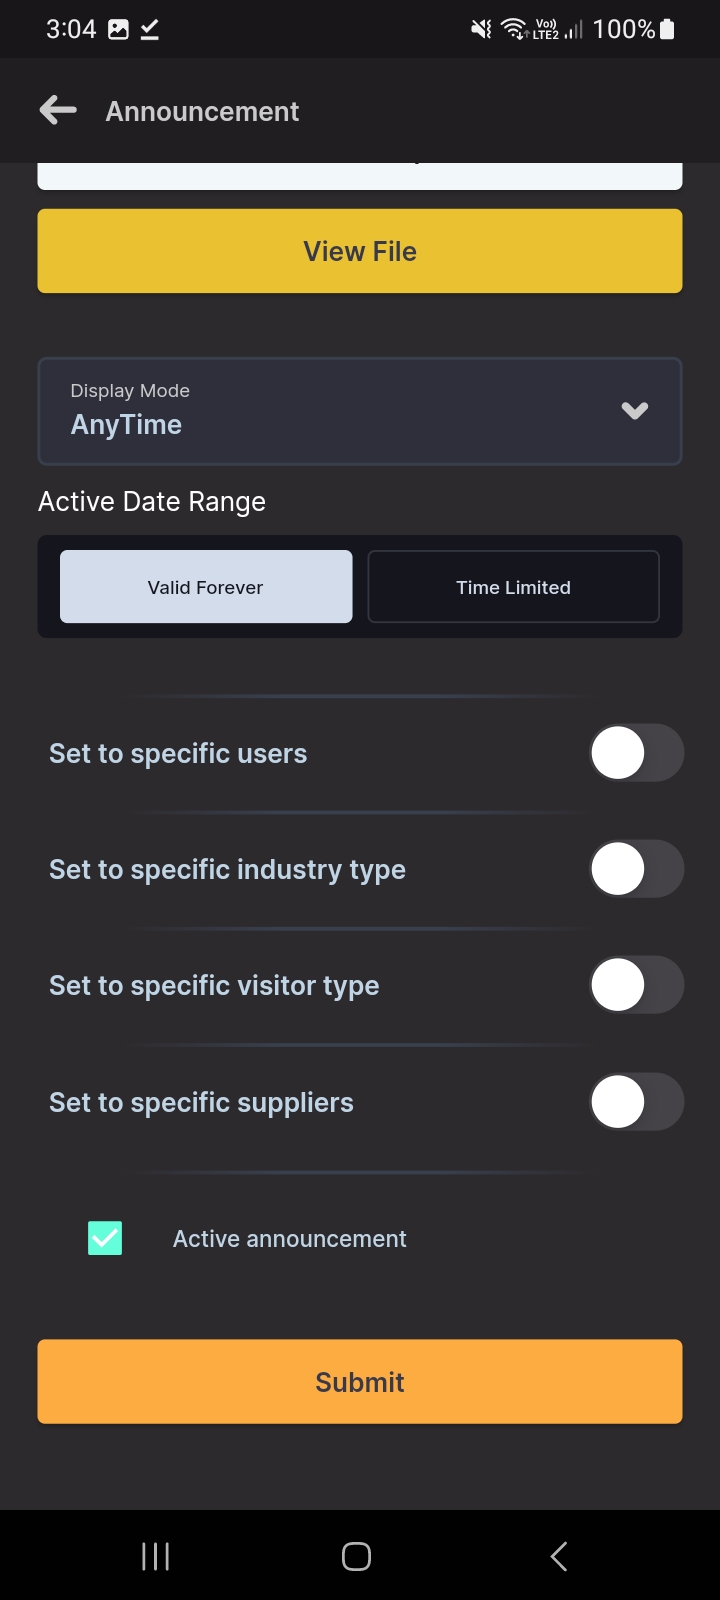 3:04
Vo)) LTE2
100%
Announcement
View File
Display Mode
AnyTime
Active Date Range
Valid Forever
Time Limited
Set to specific users
Set to specific industry type
Set to specific visitor type
Set to specific suppliers
Active announcement
Submit